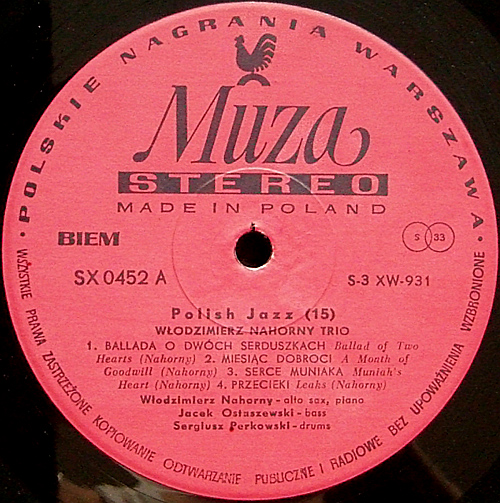 • POLSKIE NAGRANIA WARSZAWA •
Muza
STEREO
MADE IN POLAND
BIEM
S 33
SX 0452 A
S-3 XW-931
Polish Jazz (15)
WŁODZIMIERZ NAHORNY TRIO
1. BALLADA O DWÓCH SERDUSZKACH Ballad of Two
Hearts (Nahorny) 2. MIESIĄC DOBROCI A Month of
Goodwill (Nahorny) 3. SERCE MUNIAKA Muniah's
Heart (Nahorny) 4. PRZECIEKI Leaks (Nahorny)
Włodzimierz Nahorny - alto sax, piano
Jacek Ostaszewski - bass
Sergiusz Perkowski - drums
WSZYSTKIE PRAWA ZASTRZEŻONE KOPIOWANIE ODTWARZANIE PUBLICZNE I RADIOWE BEZ UPOWAŻNIENIA WZBRONIONE